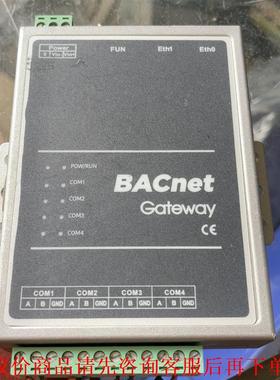 Power FUN Eth1 Eth0
POWER/RUN
COM1
COM2
COM3
COM4
BACnet
Gateway
CE
COM1 COM2 COM3 COM4
A B GND A B GND A B GND A B GND
价商品请先咨询客服后再下单